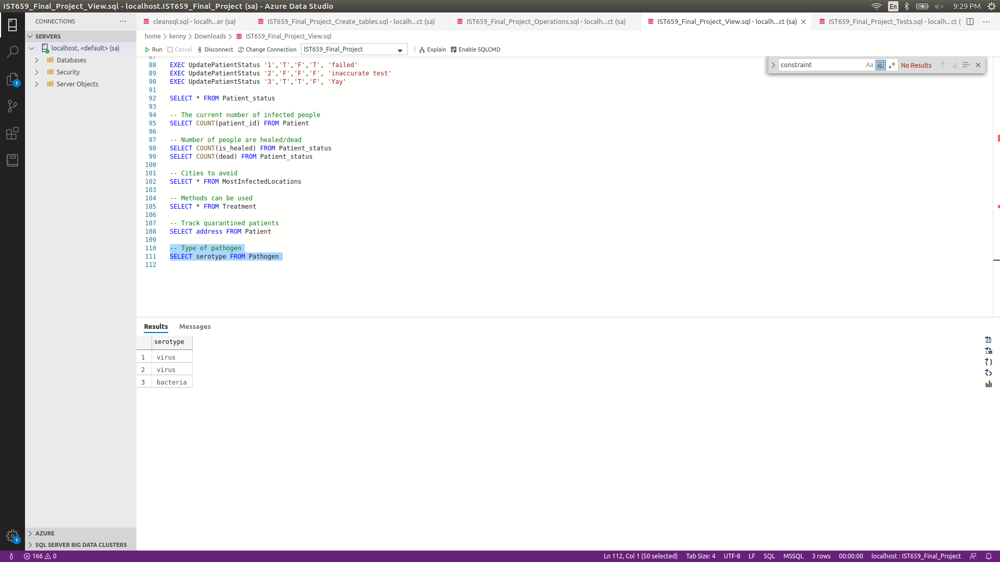 IST659_Final_Project_View.sql - localhost.IST659_Final_Project (sa) - Azure Data Studio
En
9:29 PM
CONNECTIONS
cleansql.sql - localh...er (sa)
IST659_Final_Project_Create_tables.sql - localh...ct (sa)
IST659_Final_Project_Operations.sql - localh...ct (sa)
IST659_Final_Project_View.sql - localh...ct (sa)
IST659_Final_Project_Tests.sql - localh...ct (
SERVERS
home > kenny > Downloads > IST659_Final_Project_View.sql
localhost, <default> (sa)
Run Cancel Disconnect Change Connection IST659_Final_Project Explain Enable SQLCMD
Databases
Security
Server Objects
1
constraint Aa Abl .* No Results
87
88 EXEC UpdatePatientStatus '1','T','F','T', 'failed'
89 EXEC UpdatePatientStatus '2','F','F','F', 'inaccurate test'
90 EXEC UpdatePatientStatus '3','T','T','F', 'Yay'
91
92 SELECT * FROM Patient_status
93
94 -- The current number of infected people
95 SELECT COUNT(patient_id) FROM Patient
96
97 -- Number of people are healed/dead
98 SELECT COUNT(is_healed) FROM Patient_status
99 SELECT COUNT(dead) FROM Patient_status
100
101 -- Cities to avoid
102 SELECT * FROM MostInfectedLocations
103
104 -- Methods can be used
105 SELECT * FROM Treatment
106
107 -- Track quarantined patients
108 SELECT address FROM Patient
109
110 -- Type of pathogen
111 SELECT serotype FROM Pathogen
112
Results Messages
serotype
1 virus
2 virus
3 bacteria
AZURE
1
SQL SERVER BIG DATA CLUSTERS
166 0
Ln 112, Col 1 (50 selected) Tab Size: 4 UTF-8 LF SQL MSSQL 3 rows 00:00:00 localhost : IST659_Final_Project